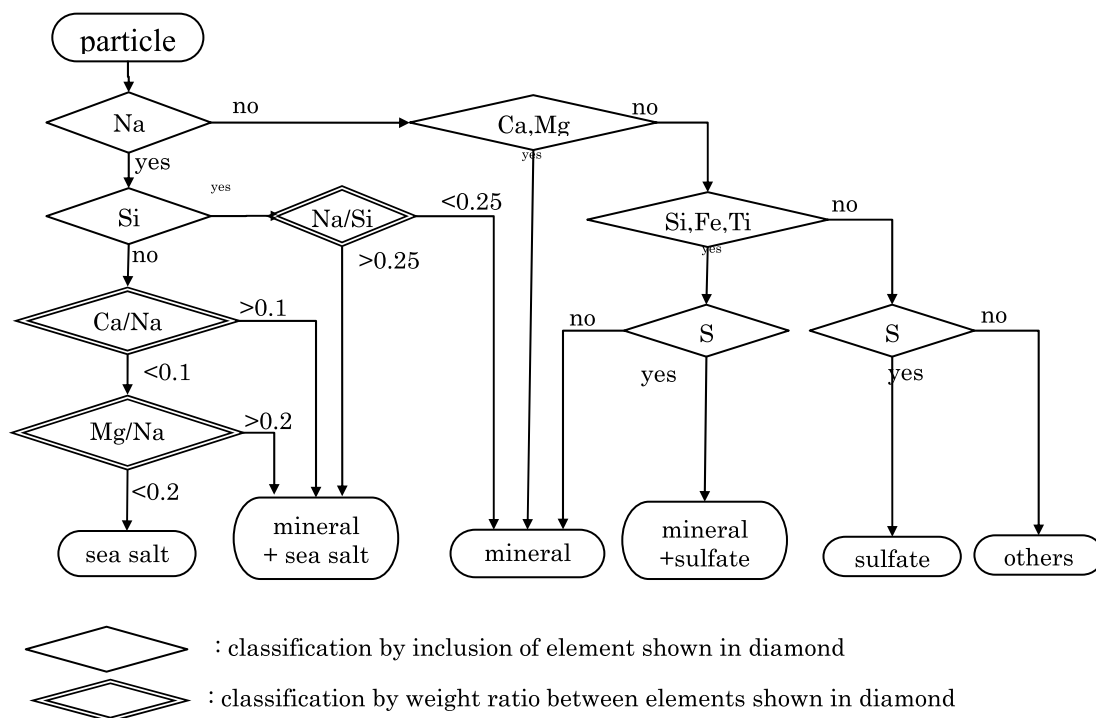 particle
Na
no
Ca,Mg
no
yes
yes
Si
yes
Na/Si
<0.25
Si,Fe,Ti
no
no
>0.25
yes
Ca/Na
>0.1
no
S
S
no
<0.1
yes
yes
Mg/Na
>0.2
<0.2
sea salt
mineral
+ sea salt
mineral
mineral
+sulfate
sulfate
others
: classification by inclusion of element shown in diamond
: classification by weight ratio between elements shown in diamond